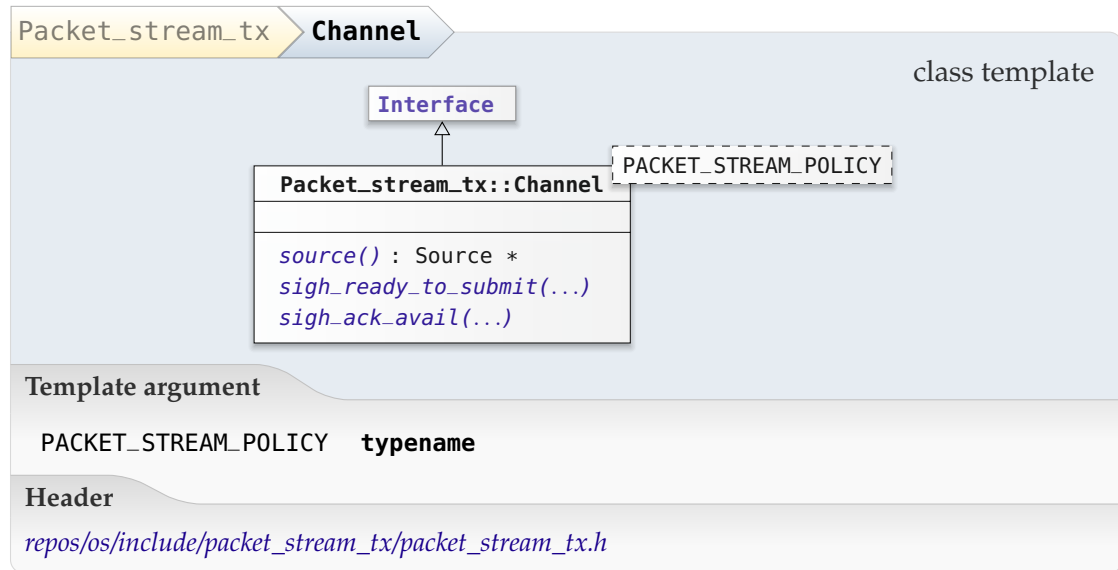 Packet_stream_tx Channel
class template
Interface
PACKET_STREAM_POLICY
Packet_stream_tx::Channel
source() : Source *
sigh_ready_to_submit(...)
sigh_ack_avail(...)
Template argument
PACKET_STREAM_POLICY typename
Header
repos/os/include/packet_stream_tx/packet_stream_tx.h